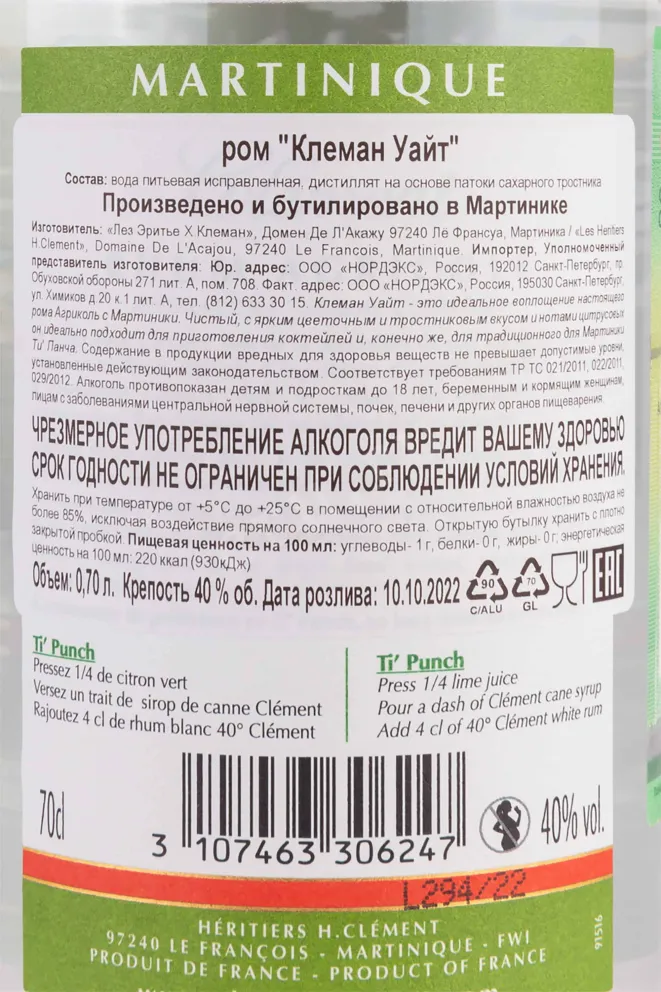 MARTINIQUE
ром "Клеман Уайт"
Состав: вода питьевая исправленная, дистиллят на основе патоки сахарного тростника
Произведено и бутилировано в Мартинике
Изготовитель: «Лез Эритье Х.Клеман», Домен Де Л'Акажу 97240 Лё Франсуа, Мартиника / «Les Heritiers
H.Clement», Domaine De L'Acajou, 97240 Le Francois, Martinique. Импортер, Уполномоченный
представитель изготовителя: Юр. адрес: ООО «НОРДЭКС», Россия, 192012 Санкт-Петербург, пр.
Обуховской обороны 271 лит. А, пом. 708. Факт. адрес: ООО «НОРДЭКС», Россия, 195030 Санкт-Петербург,
ул. Химиков д 20 к.1 лит. А, тел. (812) 633 30 15. Клеман Уайт - это идеальное воплощение настоящего
рома Агриколь с Мартиники. Чистый, с ярким цветочным и тростниковым вкусом и нотами цитрусовых
он идеально подходит для приготовления коктейлей и, конечно же, для традиционного для Мартиники
Ти' Панча. Содержание в продукции вредных для здоровья веществ не превышает допустимые уровни,
установленные действующим законодательством. Соответствует требованиям ТР ТС 021/2011, 022/2011,
029/2012. Алкоголь противопоказан детям и подросткам до 18 лет, беременным и кормящим женщинам,
лицам с заболеваниями центральной нервной системы, почек, печени и других органов пищеварения.
ЧРЕЗМЕРНОЕ УПОТРЕБЛЕНИЕ АЛКОГОЛЯ ВРЕДИТ ВАШЕМУ ЗДОРОВЬЮ
СРОК ГОДНОСТИ НЕ ОГРАНИЧЕН ПРИ СОБЛЮДЕНИИ УСЛОВИЙ ХРАНЕНИЯ.
Хранить при температуре от +5°C до +25°C в помещении с относительной влажностью воздуха не
более 85%, исключая воздействие прямого солнечного света. Открытую бутылку хранить с плотно
закрытой пробкой. Пищевая ценность на 100 мл: углеводы- 1 г, белки- 0 г, жиры- 0 г; энергетическая
ценность на 100 мл: 220 ккал (930кДж)
Объем: 0,70 л. Крепость 40 % об. Дата розлива: 10.10.2022
90 C/ALU 70 GL EAC
Ti' Punch
Pressez 1/4 de citron vert
Versez un trait de sirop de canne Clément
Rajoutez 4 cl de rhum blanc 40° Clément
Ti' Punch
Press 1/4 lime juice
Pour a dash of Clément cane syrup
Add 4 cl of 40° Clément white rum
70cl
3 107463 306247
40% vol.
L294/22
HÉRITIERS H.CLÉMENT
97240 LE FRANÇOIS - MARTINIQUE - FWI
PRODUIT DE FRANCE - PRODUCT OF FRANCE
91516